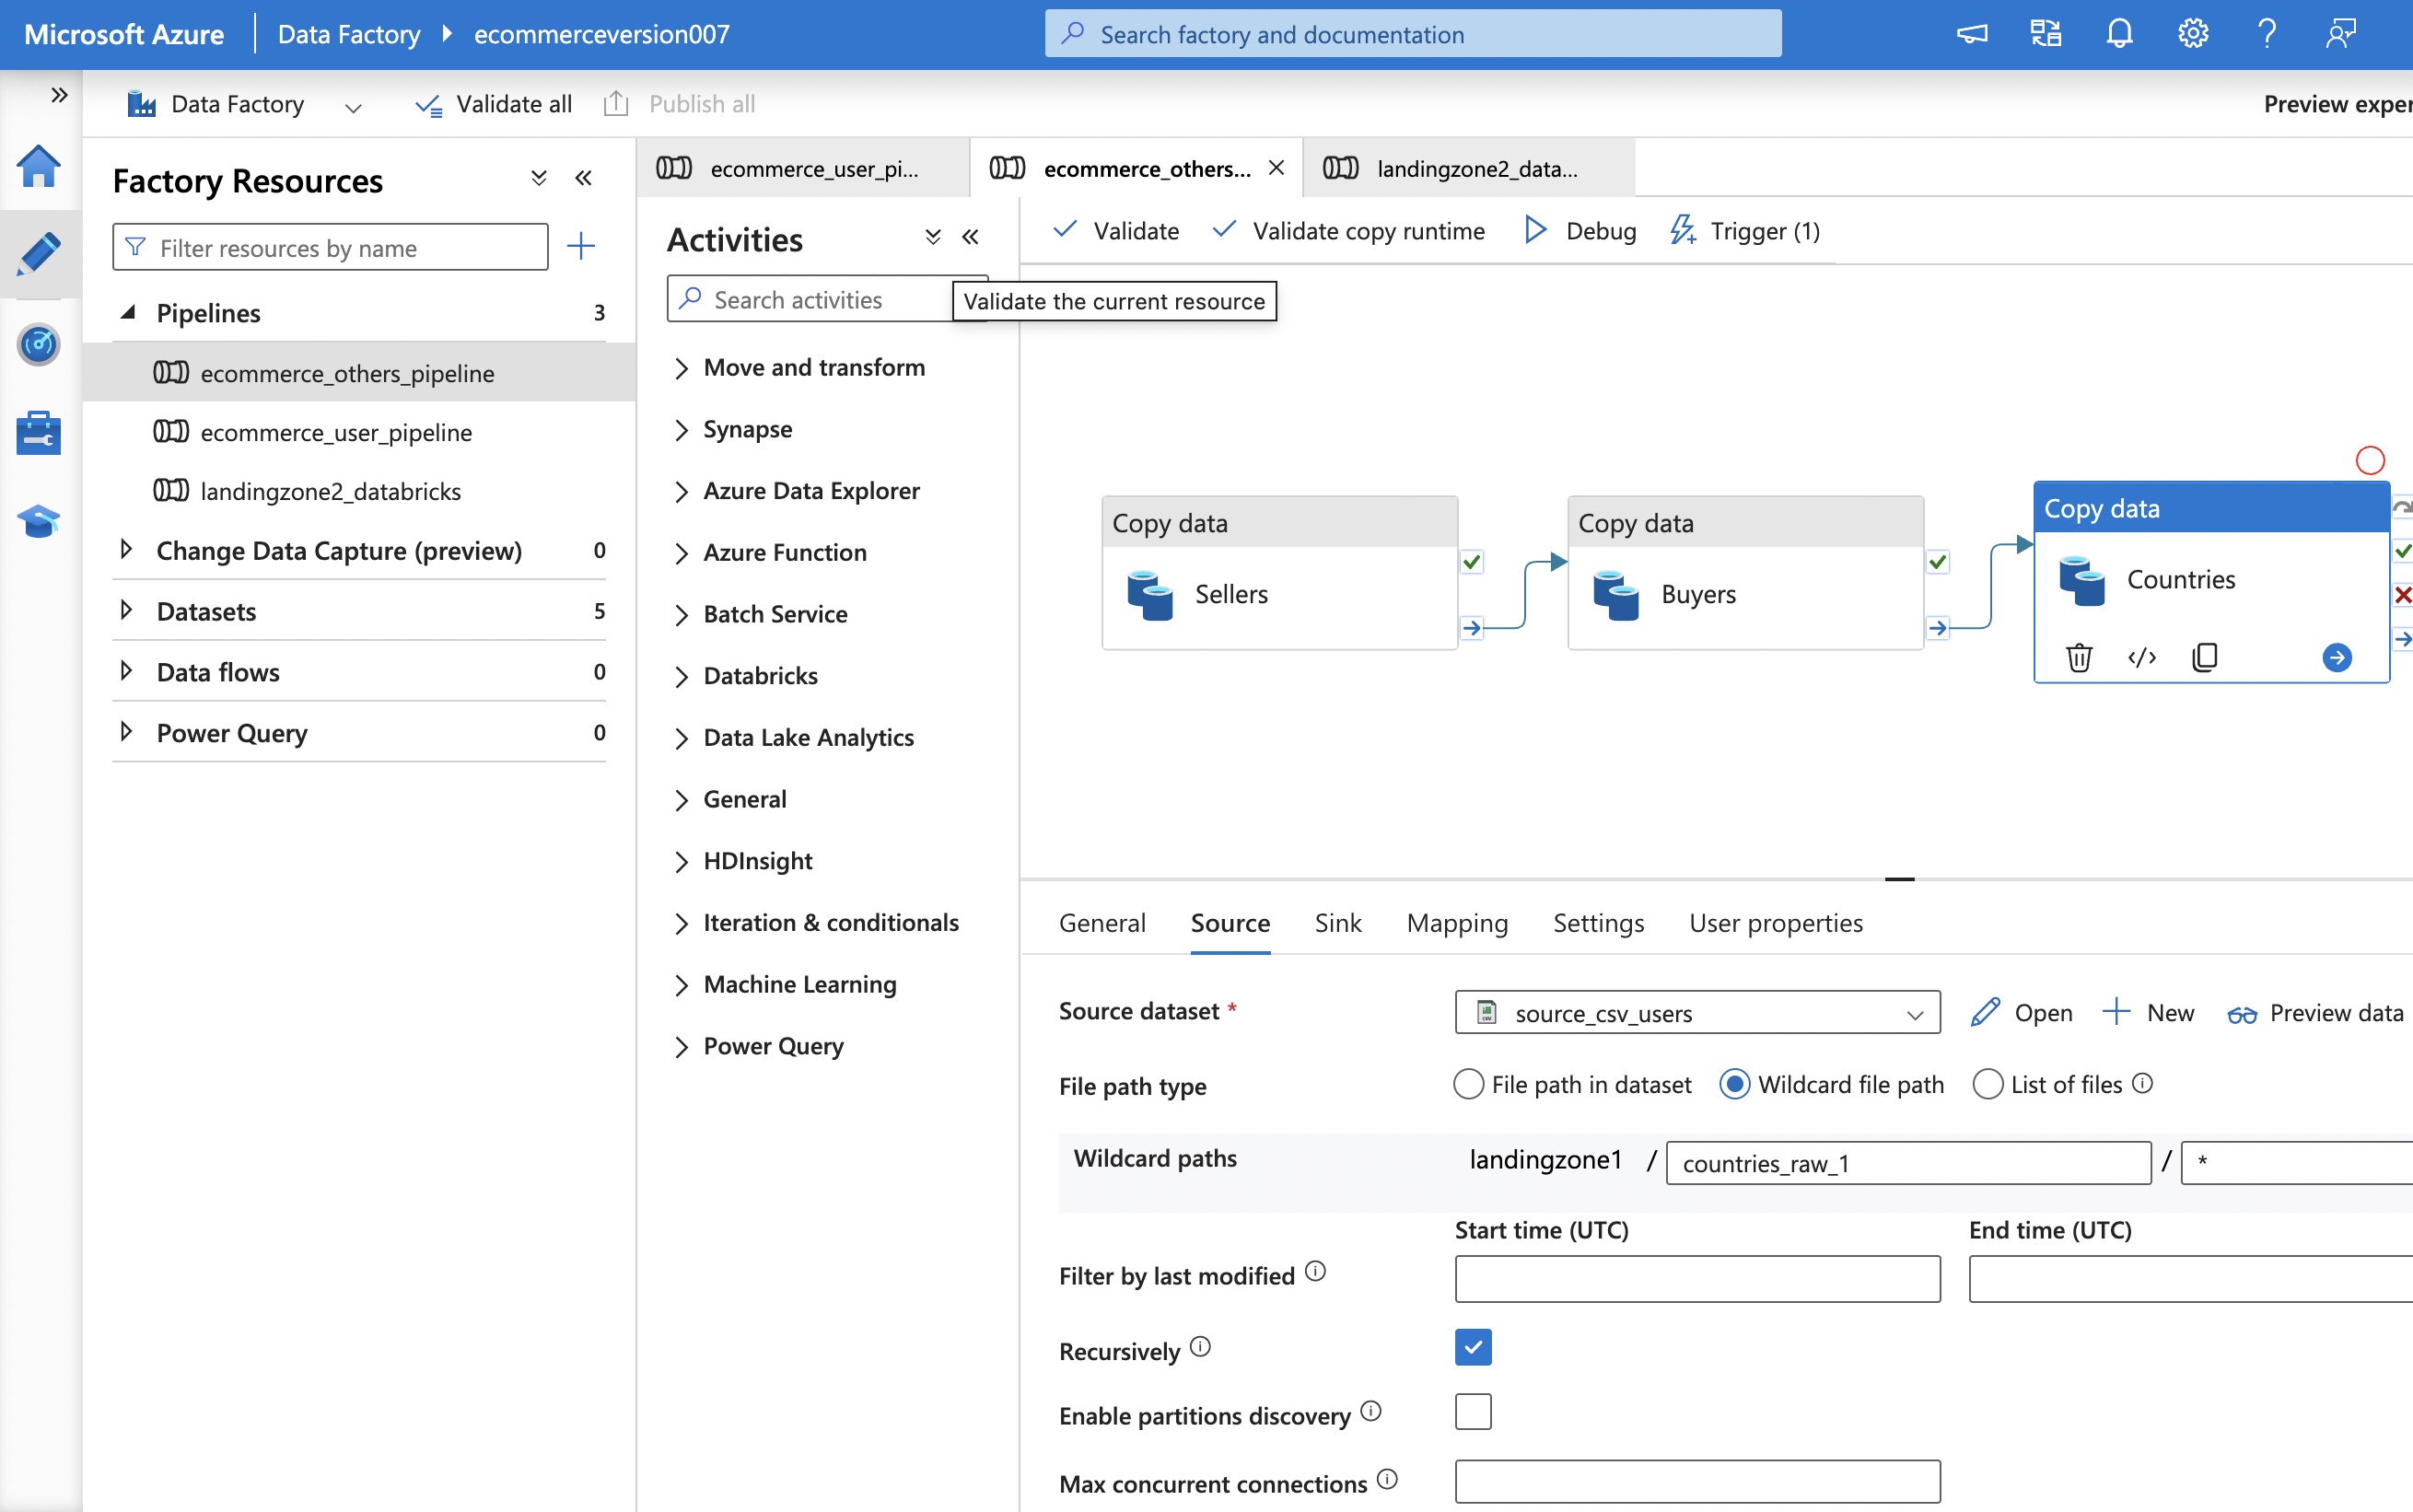 Microsoft Azure
Data Factory
ecommerceversion007
Search factory and documentation
Data Factory
Validate all
Publish all
Preview exper
Factory Resources
Filter resources by name
Pipelines
3
ecommerce_others_pipeline
ecommerce_user_pipeline
landingzone2_databricks
Change Data Capture (preview)
0
Datasets
5
Data flows
0
Power Query
0
ecommerce_user_pi...
ecommerce_others...
landingzone2_data...
Activities
Search activities
Move and transform
Synapse
Azure Data Explorer
Azure Function
Batch Service
Databricks
Data Lake Analytics
General
HDInsight
Iteration & conditionals
Machine Learning
Power Query
Validate
Validate copy runtime
Debug
Trigger (1)
Validate the current resource
Copy data
Sellers
Copy data
Buyers
Copy data
Countries
General
Source
Sink
Mapping
Settings
User properties
Source dataset *
source_csv_users
Open
New
Preview data
File path type
File path in dataset
Wildcard file path
List of files
Wildcard paths
landingzone1 / countries_raw_1 / *
Start time (UTC)
End time (UTC)
Filter by last modified
Recursively
Enable partitions discovery
Max concurrent connections